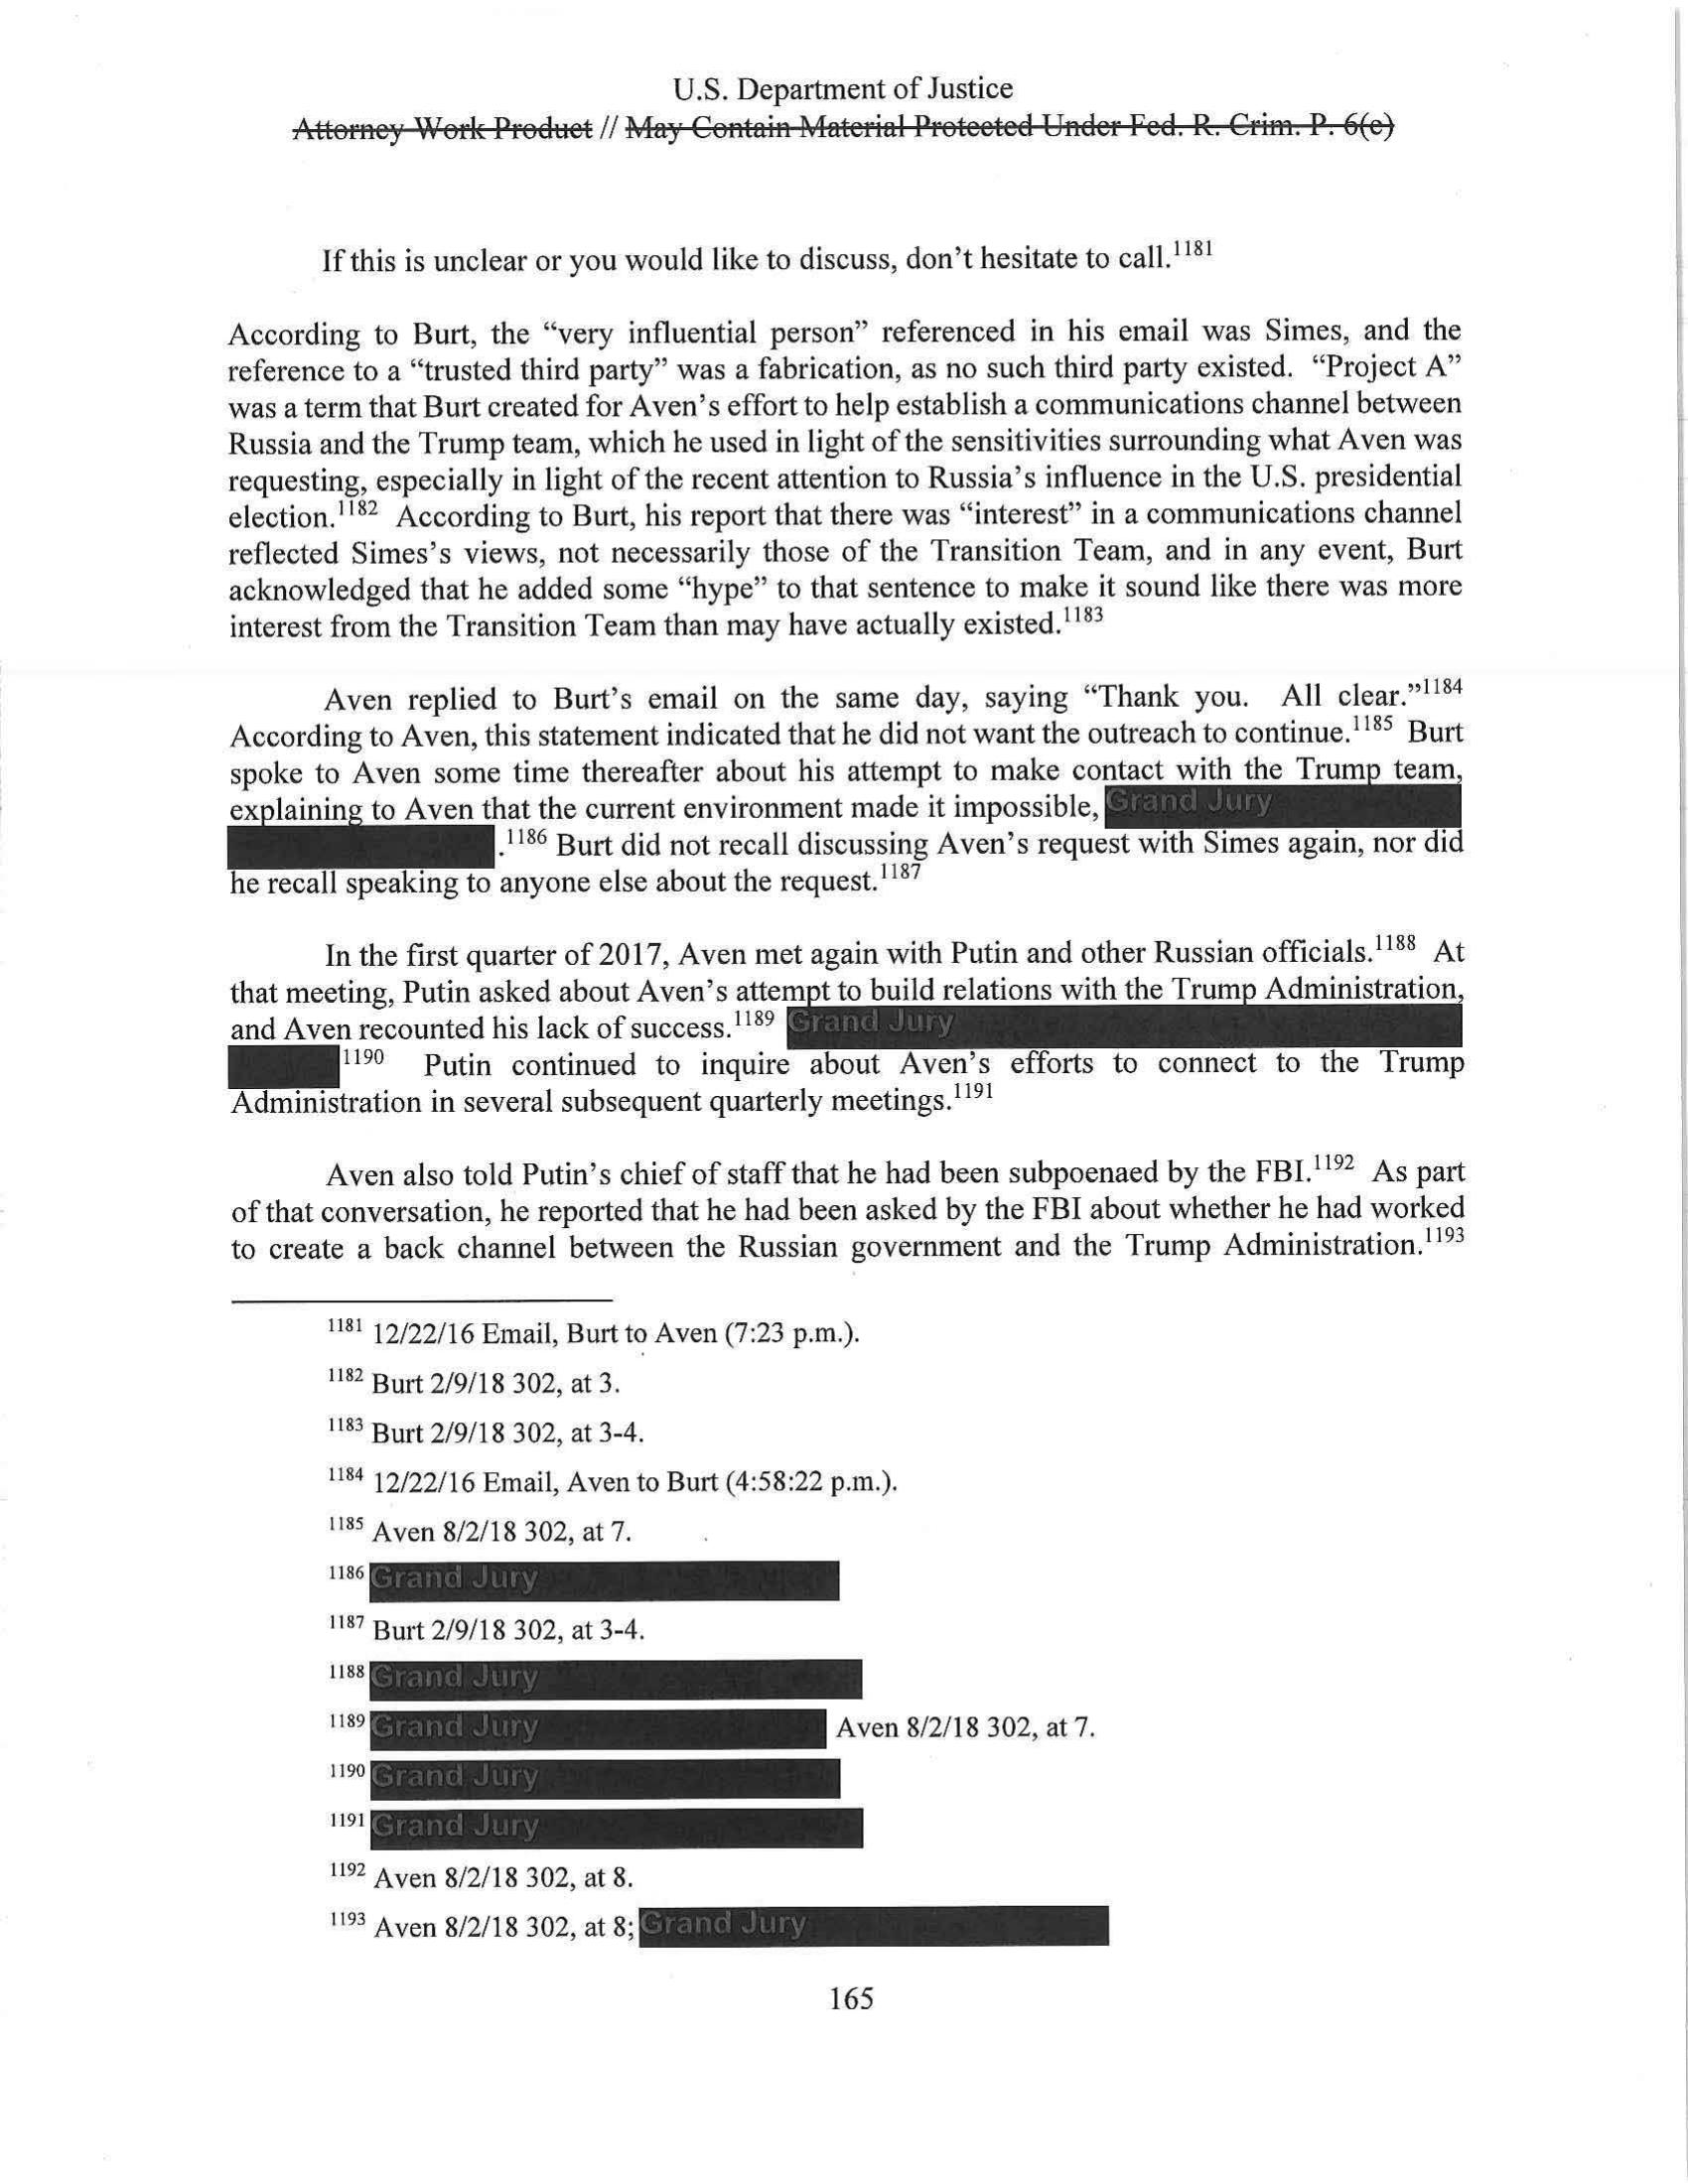 U.S. Department of Justice
Attorney Work Product // May Contain Material Protected Under Fed. R. Crim. P. 6(e)
If this is unclear or you would like to discuss, don't hesitate to call.1181
According to Burt, the “very influential person” referenced in his email was Simes, and the
reference to a “trusted third party” was a fabrication, as no such third party existed. “Project A”
was a term that Burt created for Aven's effort to help establish a communications channel between
Russia and the Trump team, which he used in light of the sensitivities surrounding what Aven was
requesting, especially in light of the recent attention to Russia's influence in the U.S. presidential
election.1182 According to Burt, his report that there was “interest” in a communications channel
reflected Simes's views, not necessarily those of the Transition Team, and in any event, Burt
acknowledged that he added some “hype” to that sentence to make it sound like there was more
interest from the Transition Team than may have actually existed.1183
Aven replied to Burt's email on the same day, saying “Thank you. All clear.”1184
According to Aven, this statement indicated that he did not want the outreach to continue.1185 Burt
spoke to Aven some time thereafter about his attempt to make contact with the Trump team,
explaining to Aven that the current environment made it impossible, Grand Jury
.1186 Burt did not recall discussing Aven's request with Simes again, nor did
he recall speaking to anyone else about the request.1187
In the first quarter of 2017, Aven met again with Putin and other Russian officials.1188 At
that meeting, Putin asked about Aven's attempt to build relations with the Trump Administration,
and Aven recounted his lack of success.1189 Grand Jury
1190 Putin continued to inquire about Aven's efforts to connect to the Trump
Administration in several subsequent quarterly meetings.1191
Aven also told Putin's chief of staff that he had been subpoenaed by the FBI.1192 As part
of that conversation, he reported that he had been asked by the FBI about whether he had worked
to create a back channel between the Russian government and the Trump Administration.1193
1181 12/22/16 Email, Burt to Aven (7:23 p.m.).
1182 Burt 2/9/18 302, at 3.
1183 Burt 2/9/18 302, at 3-4.
1184 12/22/16 Email, Aven to Burt (4:58:22 p.m.).
1185 Aven 8/2/18 302, at 7.
1186 Grand Jury
1187 Burt 2/9/18 302, at 3-4.
1188 Grand Jury
1189 Grand Jury Aven 8/2/18 302, at 7.
1190 Grand Jury
1191 Grand Jury
1192 Aven 8/2/18 302, at 8.
1193 Aven 8/2/18 302, at 8; Grand Jury
165